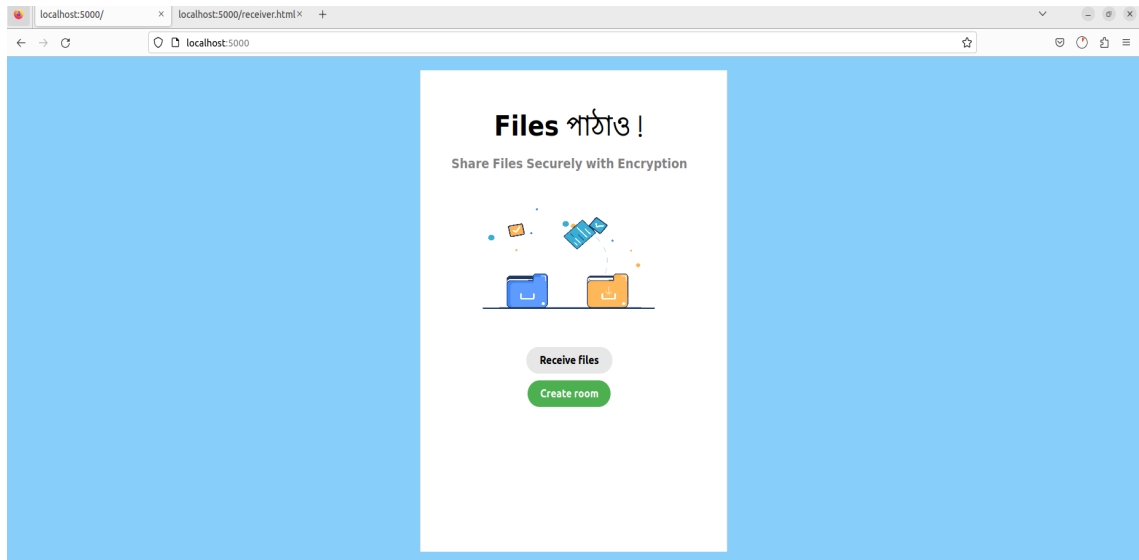 localhost:5000/ × localhost:5000/receiver.html × +
localhost:5000
Files পাঠাও !
Share Files Securely with Encryption
Receive files
Create room